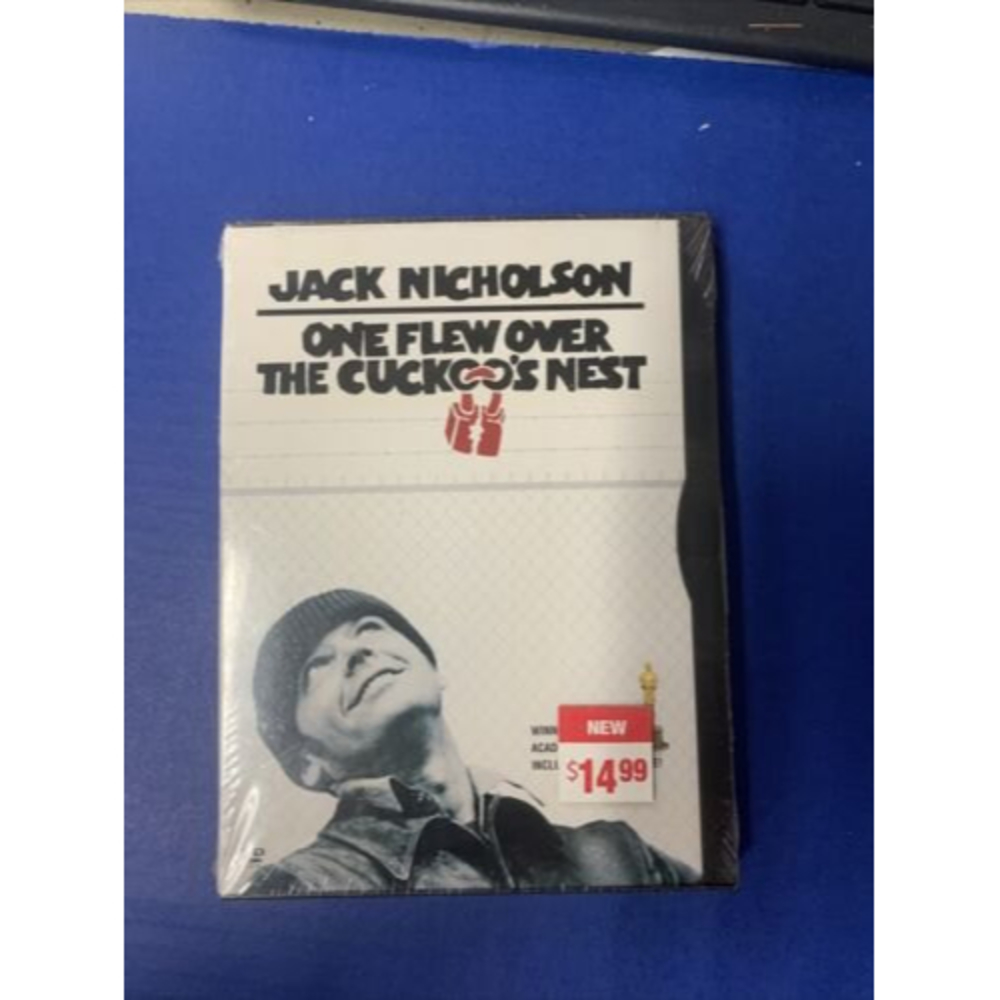 JACK NICHOLSON
ONE FLEW OVER
THE CUCKOO'S NEST
NEW
$14.99